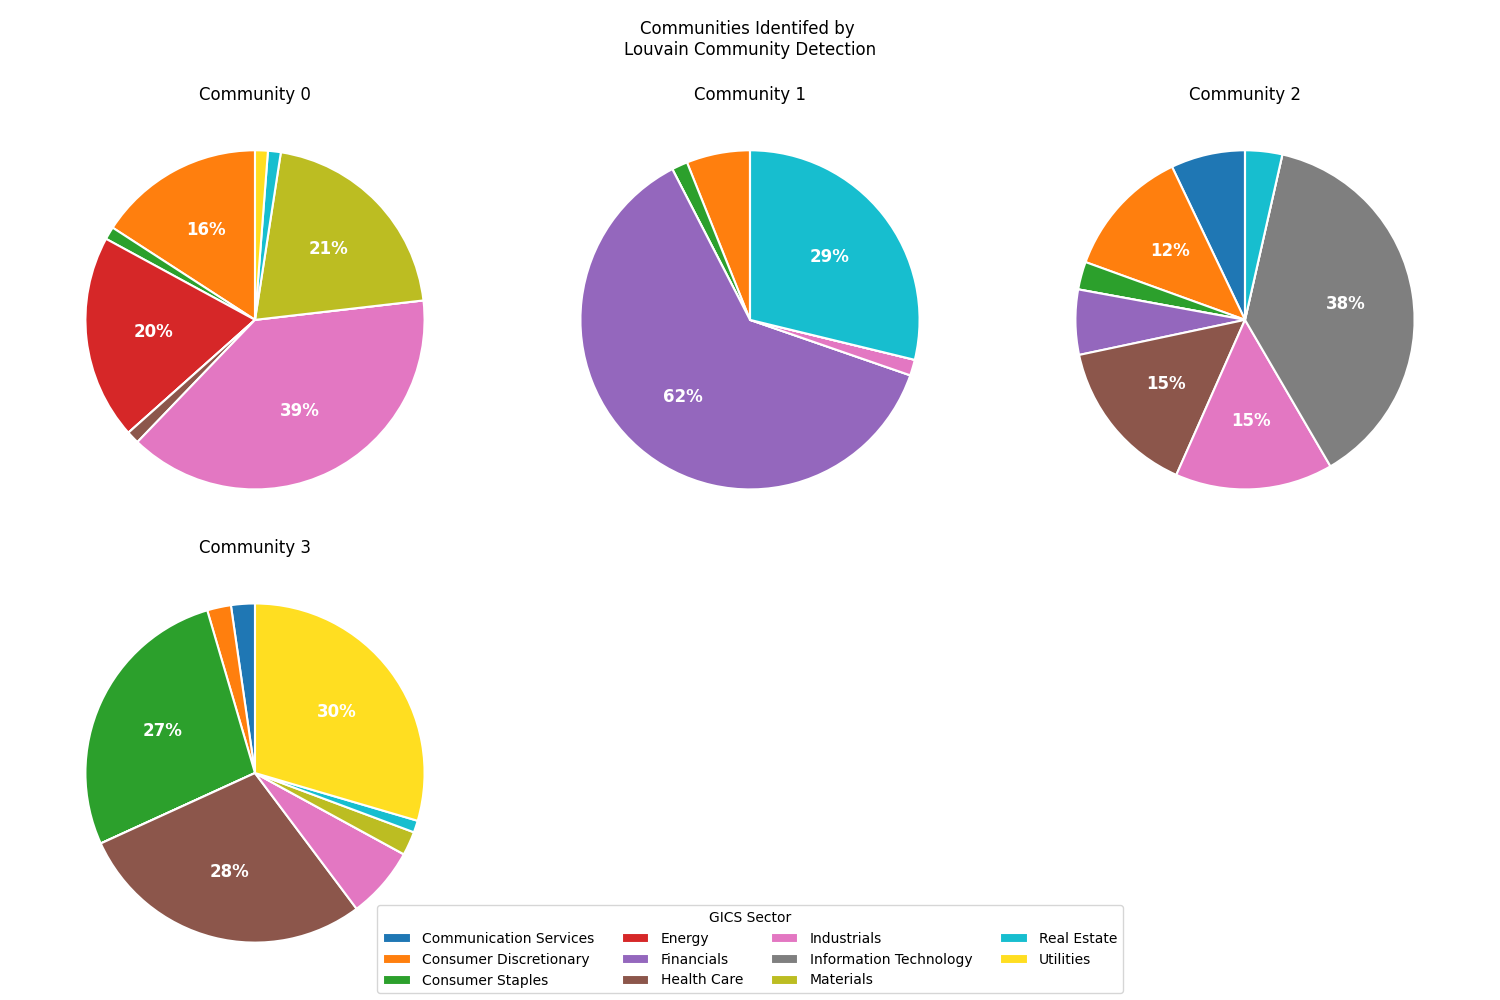 Communities Identifed by
Louvain Community Detection
Community 0
16%
21%
20%
39%
Community 1
29%
62%
Community 2
12%
38%
15%
15%
Community 3
30%
27%
28%
GICS Sector
Communication Services
Consumer Discretionary
Consumer Staples
Energy
Financials
Health Care
Industrials
Information Technology
Materials
Real Estate
Utilities